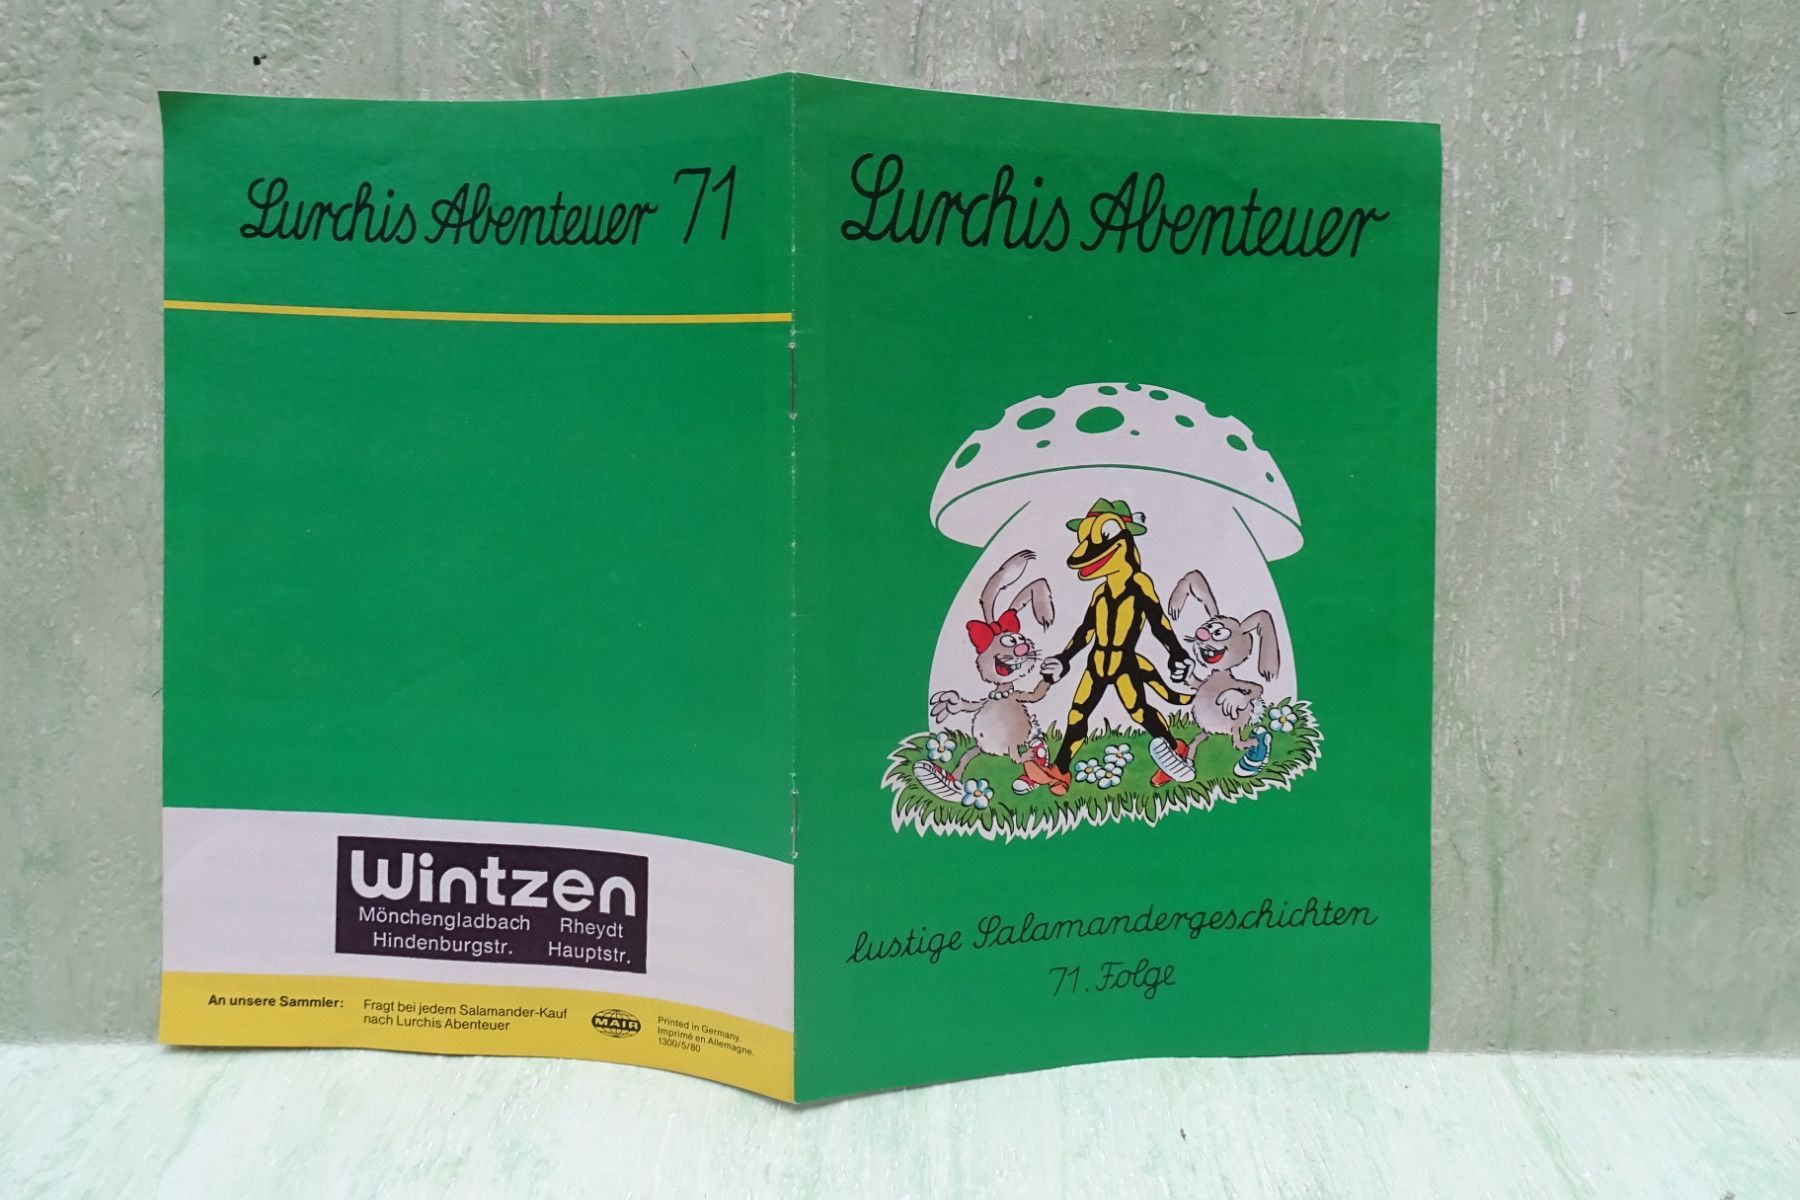 Lurchis Abenteuer 71
Wintzen
Mönchengladbach Rheydt
Hindenburgstr. Hauptstr.
An unsere Sammler: Fragt bei jedem Salamander-Kauf
nach Lurchis Abenteuer
MAIR
Printed in Germany.
Imprimé en Allemagne.
1300/5/80
Lurchis Abenteuer
lustige Salamandergeschichten
71. Folge